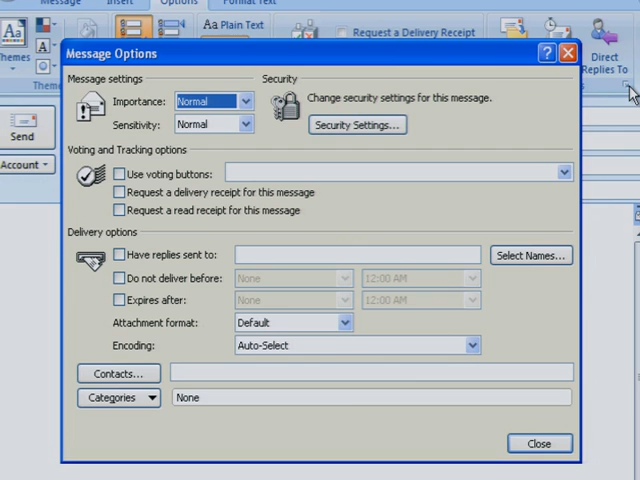 Message Insert Options Format Text
Aa Plain Text
Aa
Request a Delivery Receipt
Themes
A
Direct
Replies To
Theme
Send
Account
Message Options
Message settings
Security
Importance: Normal
Change security settings for this message.
Sensitivity: Normal
Security Settings...
Voting and Tracking options
Use voting buttons:
Request a delivery receipt for this message
Request a read receipt for this message
Delivery options
Have replies sent to:
Select Names...
Do not deliver before: None 12:00 AM
Expires after: None 12:00 AM
Attachment format: Default
Encoding: Auto-Select
Contacts...
Categories None
Close